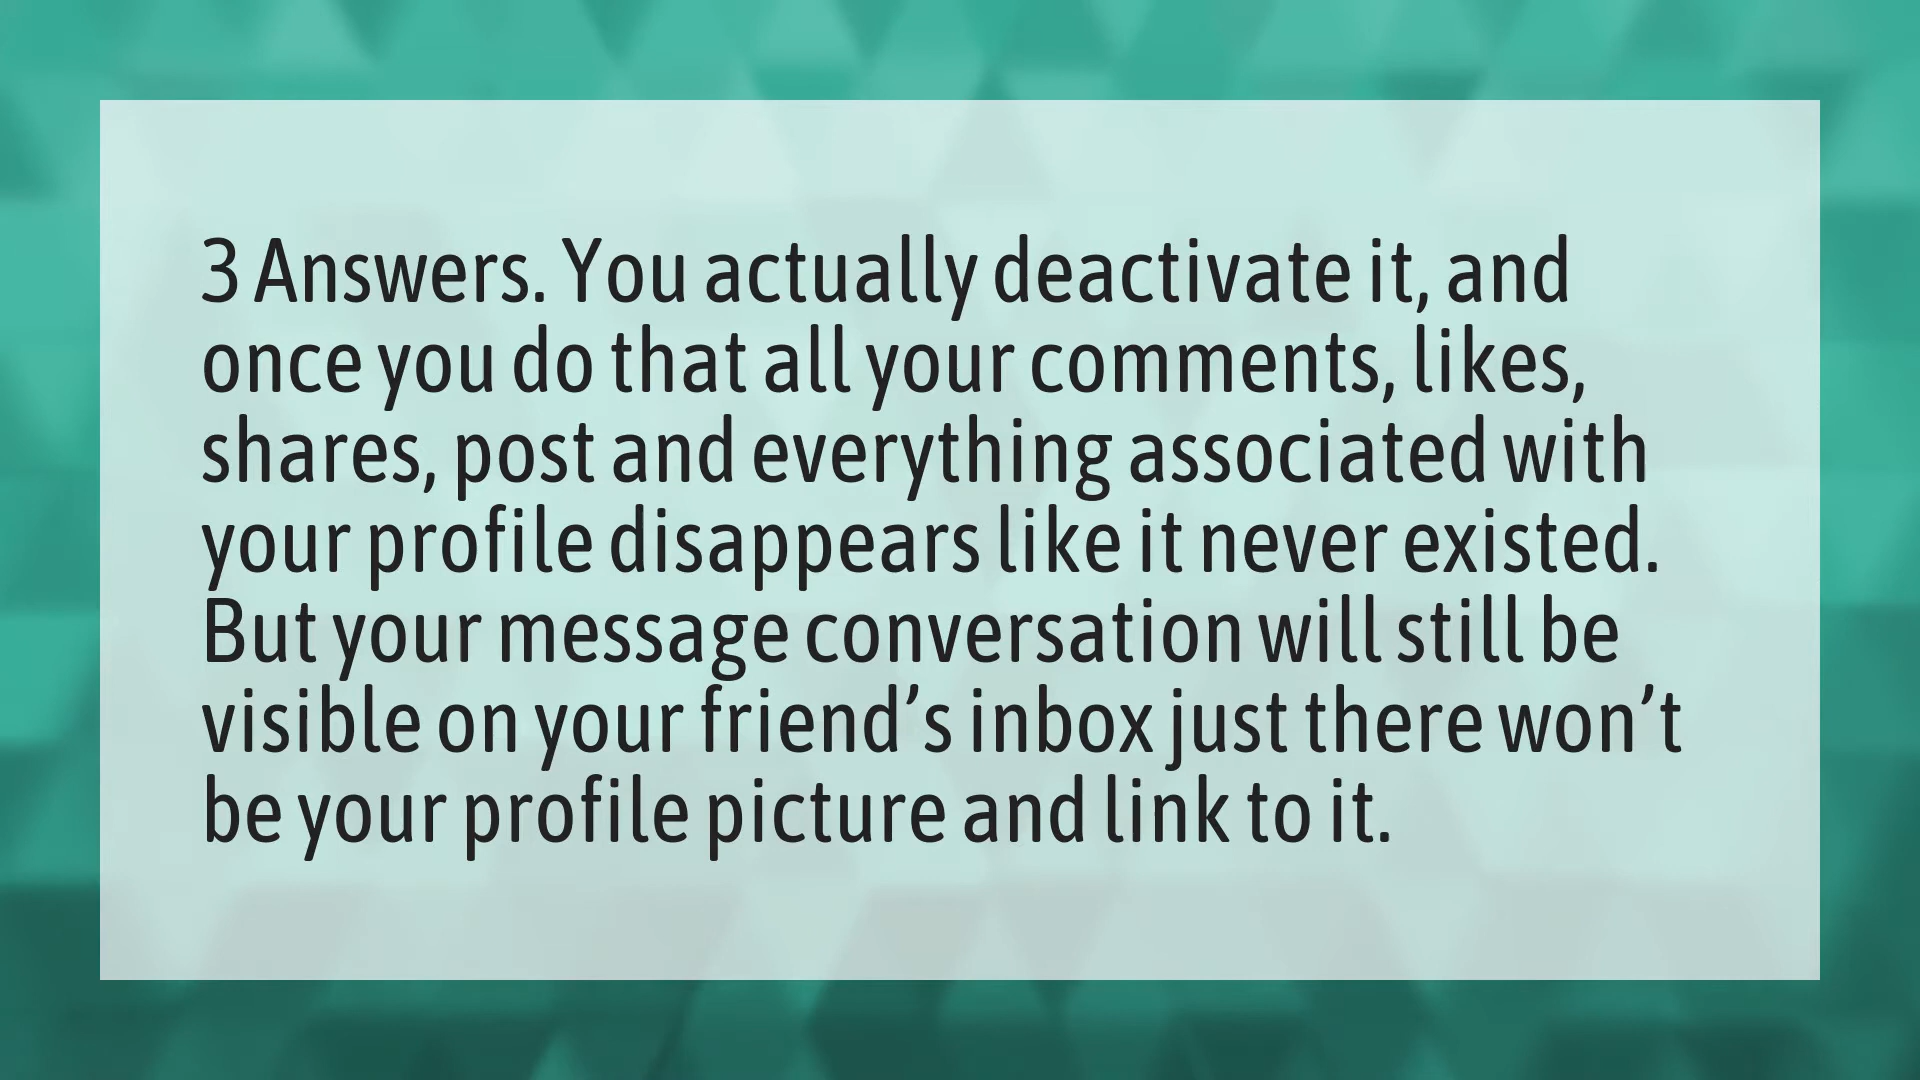 3 Answers. You actually deactivate it, and
once you do that all your comments, likes,
shares, post and everything associated with
your profile disappears like it never existed.
But your message conversation will still be
visible on your friend’s inbox just there won’t
be your profile picture and link to it.